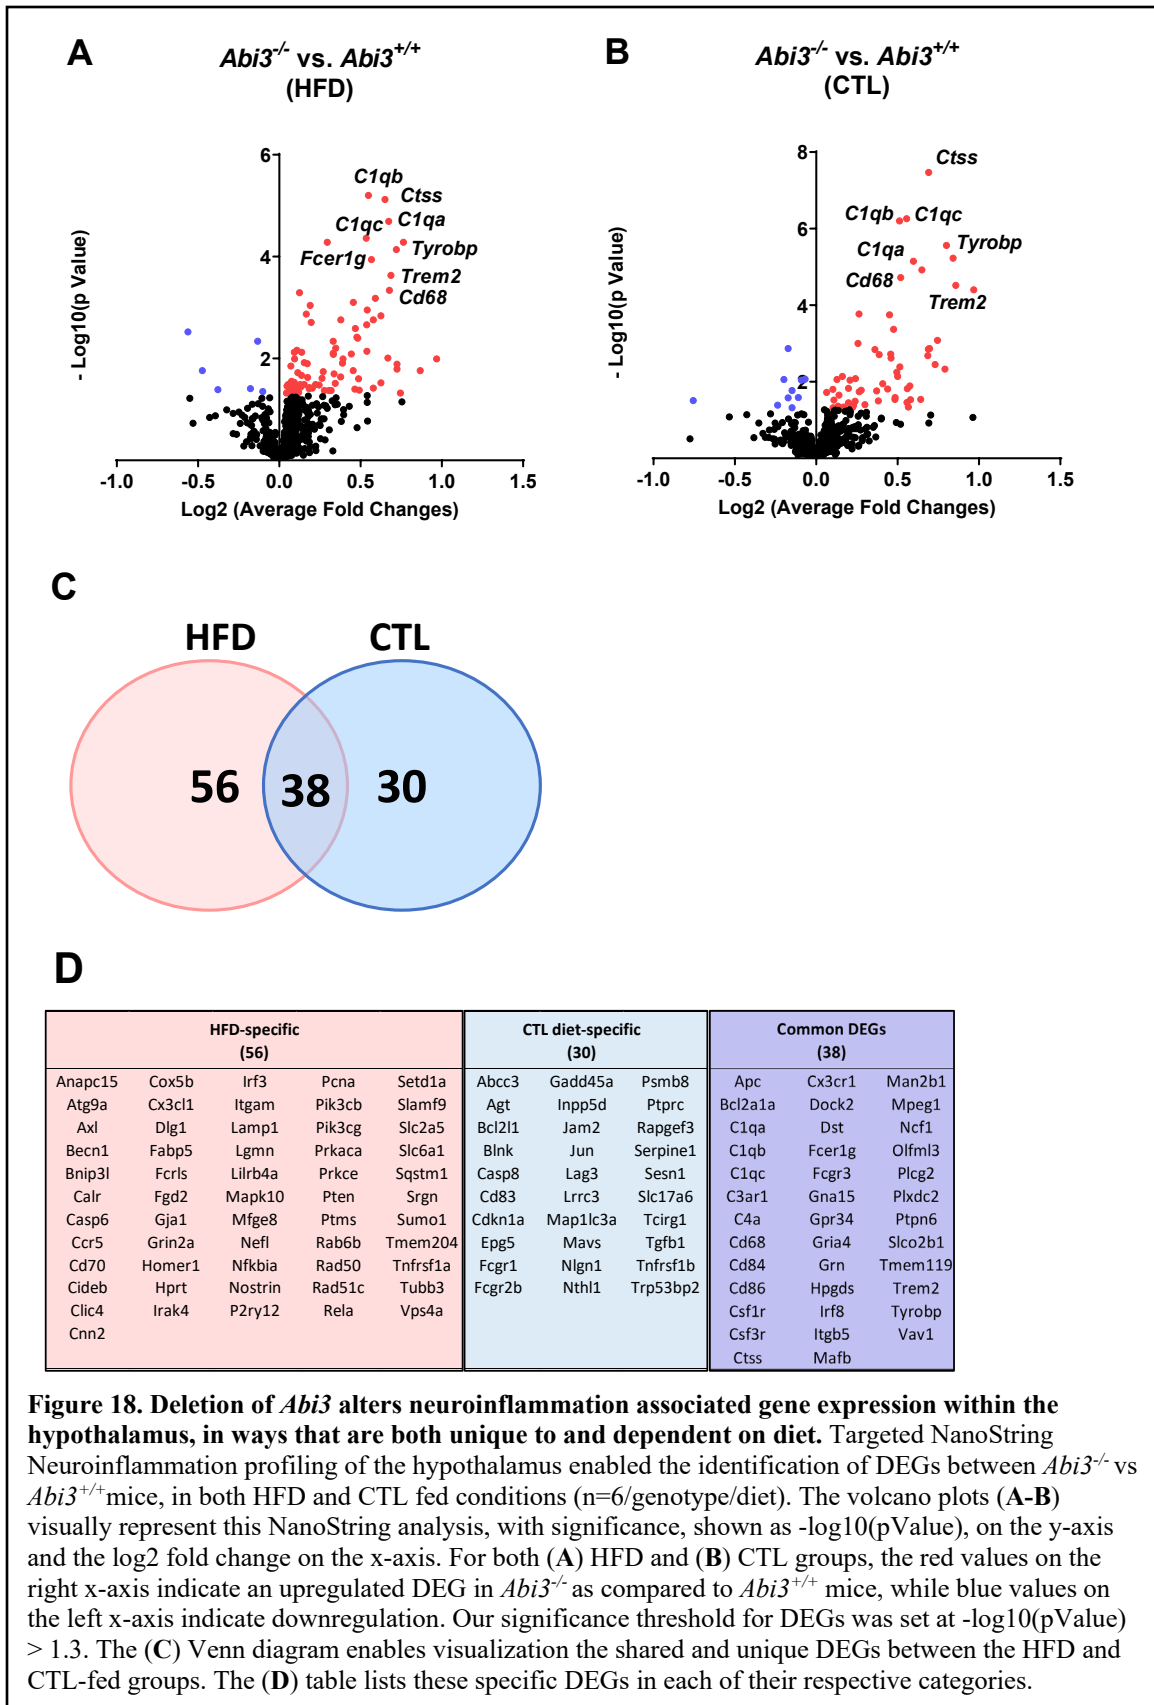 A
Abi3-/- vs. Abi3+/+
(HFD)
6
4
2
- Log10(p Value)
C1qb
Ctss
C1qc
C1qa
Fcer1g
Tyrobp
Trem2
Cd68
-1.0 -0.5 0.0 0.5 1.0 1.5
Log2 (Average Fold Changes)
B
Abi3-/- vs. Abi3+/+
(CTL)
8
6
4
2
- Log10(p Value)
Ctss
C1qb
C1qc
C1qa
Tyrobp
Cd68
Trem2
-1.0 -0.5 0.0 0.5 1.0 1.5
Log2 (Average Fold Changes)
C
HFD CTL
56 38 30
D
HFD-specific CTL diet-specific Common DEGs
(56) (30) (38)
Anapc15 Cox5b Irf3 Pcna Setd1a Abcc3 Gadd45a Psmb8 Apc Cx3cr1 Man2b1
Atg9a Cx3cl1 Itgam Pik3cb Slamf9 Agt Inpp5d Ptprc Bcl2a1a Dock2 Mpeg1
Axl Dlg1 Lamp1 Pik3cg Slc2a5 Bcl2l1 Jam2 Rapgef3 C1qa Dst Ncf1
Becn1 Fabp5 Lgmn Prkaca Slc6a1 Blnk Jun Serpine1 C1qb Fcer1g Olfml3
Bnip3l Fcrls Lilrb4a Prkce Sqstm1 Casp8 Lag3 Sesn1 C1qc Fcgr3 Plcg2
Calr Fgd2 Mapk10 Pten Srgn Cd83 Lrrc3 Slc17a6 C3ar1 Gna15 Plxdc2
Casp6 Gja1 Mfge8 Ptms Sumo1 Cdkn1a Map1lc3a Tcirg1 C4a Gpr34 Ptpn6
Ccr5 Grin2a Nefl Rab6b Tmem204 Epg5 Mavs Tgfb1 Cd68 Gria4 Slco2b1
Cd70 Homer1 Nfkbia Rad50 Tnfrsf1a Fcgr1 Nlgn1 Tnfrsf1b Cd84 Grn Tmem119
Cideb Hprt Nostrin Rad51c Tubb3 Fcgr2b Nthl1 Trp53bp2 Cd86 Hpgds Trem2
Clic4 Irak4 P2ry12 Rela Vps4a Csf1r Irf8 Tyrobp
Cnn2 Csf3r Itgb5 Vav1
Ctss Mafb
Figure 18. Deletion of Abi3 alters neuroinflammation associated gene expression within the
hypothalamus, in ways that are both unique to and dependent on diet. Targeted NanoString
Neuroinflammation profiling of the hypothalamus enabled the identification of DEGs between Abi3-/- vs
Abi3+/+mice, in both HFD and CTL fed conditions (n=6/genotype/diet). The volcano plots (A-B)
visually represent this NanoString analysis, with significance, shown as -log10(pValue), on the y-axis
and the log2 fold change on the x-axis. For both (A) HFD and (B) CTL groups, the red values on the
right x-axis indicate an upregulated DEG in Abi3-/- as compared to Abi3+/+ mice, while blue values on
the left x-axis indicate downregulation. Our significance threshold for DEGs was set at -log10(pValue)
> 1.3. The (C) Venn diagram enables visualization the shared and unique DEGs between the HFD and
CTL-fed groups. The (D) table lists these specific DEGs in each of their respective categories.